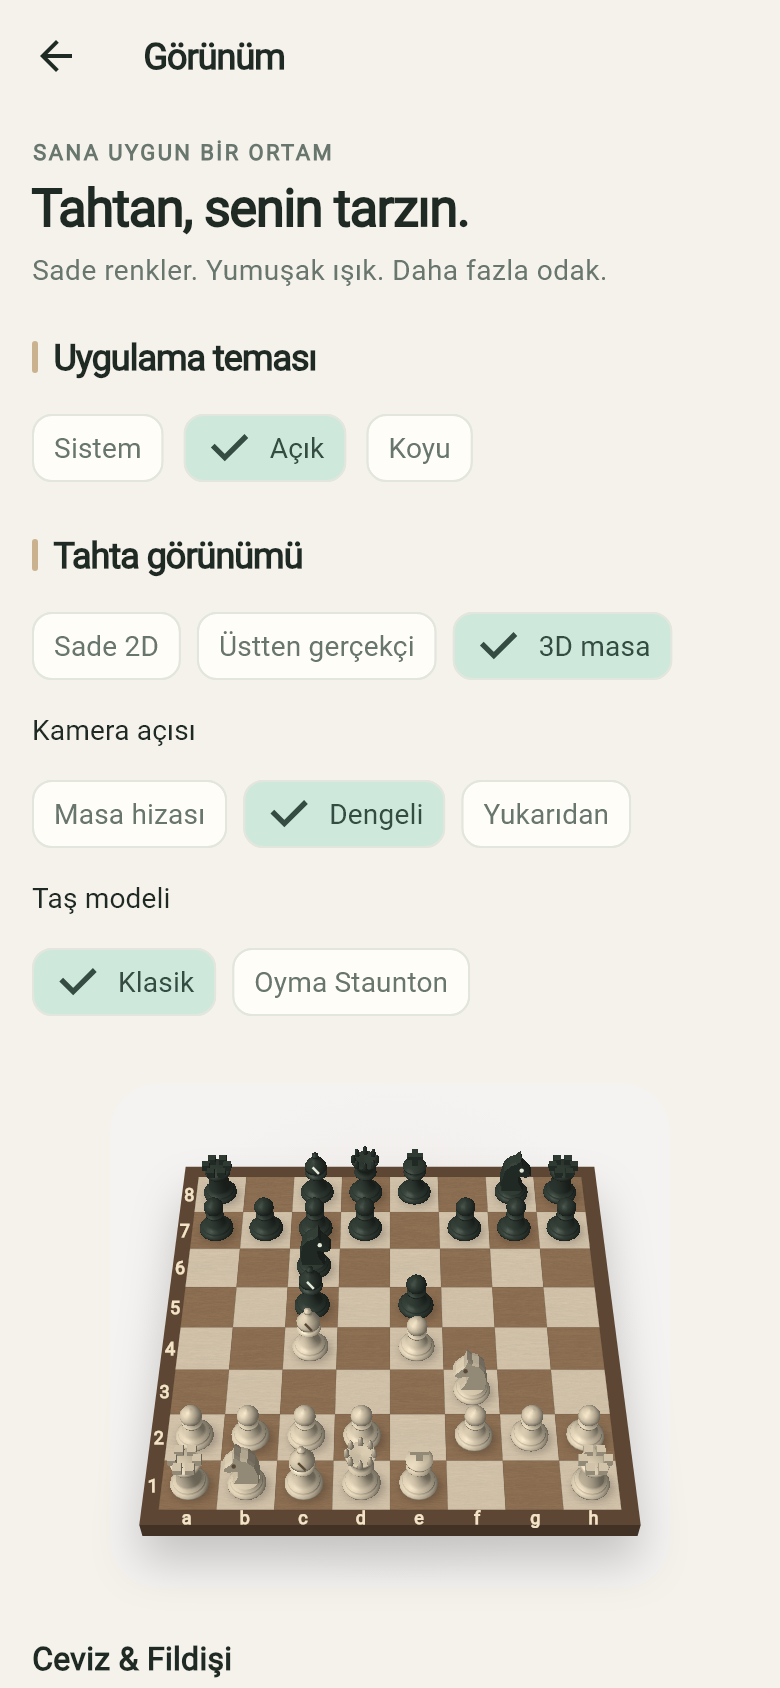 Görünüm
SANA UYGUN BİR ORTAM
Tahtan, senin tarzın.
Sade renkler. Yumuşak ışık. Daha fazla odak.
Uygulama teması
Sistem Açık Koyu
Tahta görünümü
Sade 2D Üstten gerçekçi 3D masa
Kamera açısı
Masa hizası Dengeli Yukarıdan
Taş modeli
Klasik Oyma Staunton
8
7
6
5
4
3
2
1
a b c d e f g h
Ceviz & Fildişi